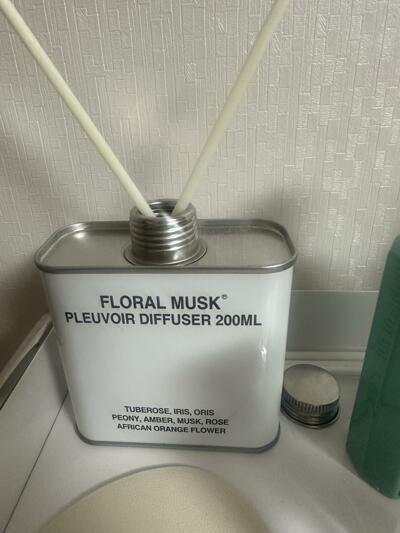 FLORAL MUSK®
PLEUVOIR DIFFUSER 200ML
TUBEROSE, IRIS, ORIS
PEONY, AMBER, MUSK, ROSE
AFRICAN ORANGE FLOWER